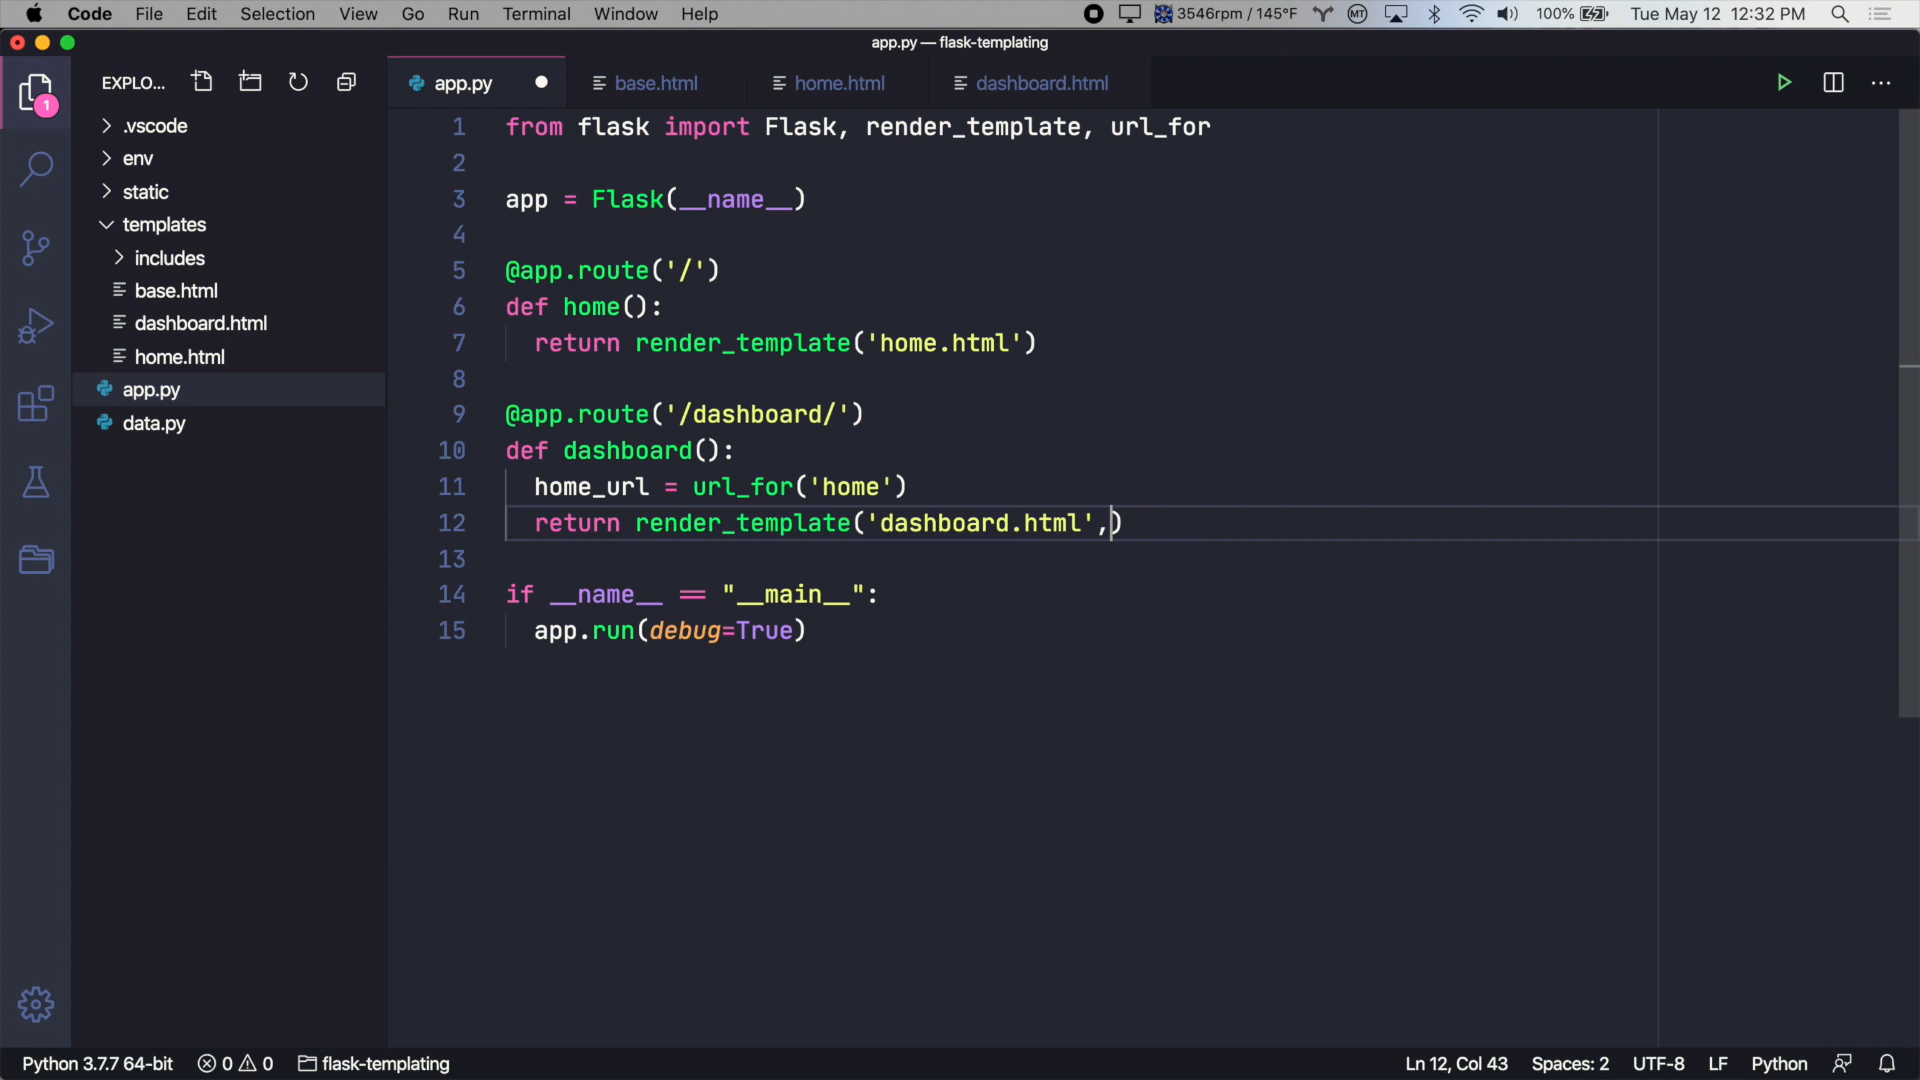 Code File Edit Selection View Go Run Terminal Window Help 3546rpm / 145°F MT 100% Tue May 12 12:32 PM
app.py — flask-templating
EXPLO... app.py base.html home.html dashboard.html
1
.vscode
env
static
templates
includes
base.html
dashboard.html
home.html
app.py
data.py
1 from flask import Flask, render_template, url_for
2
3 app = Flask(__name__)
4
5 @app.route('/')
6 def home():
7 return render_template('home.html')
8
9 @app.route('/dashboard/')
10 def dashboard():
11 home_url = url_for('home')
12 return render_template('dashboard.html',)
13
14 if __name__ == "__main__":
15 app.run(debug=True)
Python 3.7.7 64-bit 0 0 flask-templating Ln 12, Col 43 Spaces: 2 UTF-8 LF Python